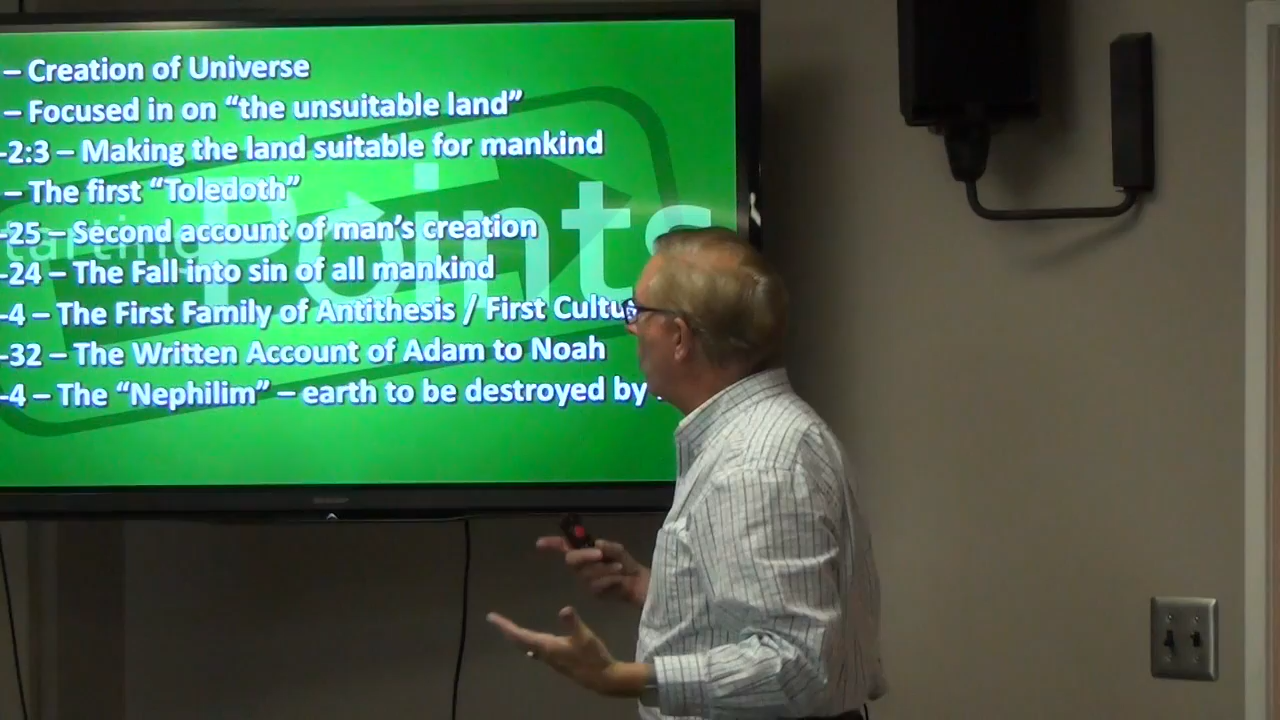 – Creation of Universe
– Focused in on “the unsuitable land”
-2:3 – Making the land suitable for mankind
– The first “Toledoth”
-25 – Second account of man’s creation
-24 – The Fall into sin of all mankind
-4 – The First Family of Antithesis / First Cultu
-32 – The Written Account of Adam to Noah
-4 – The “Nephilim” – earth to be destroyed by
tarting Points